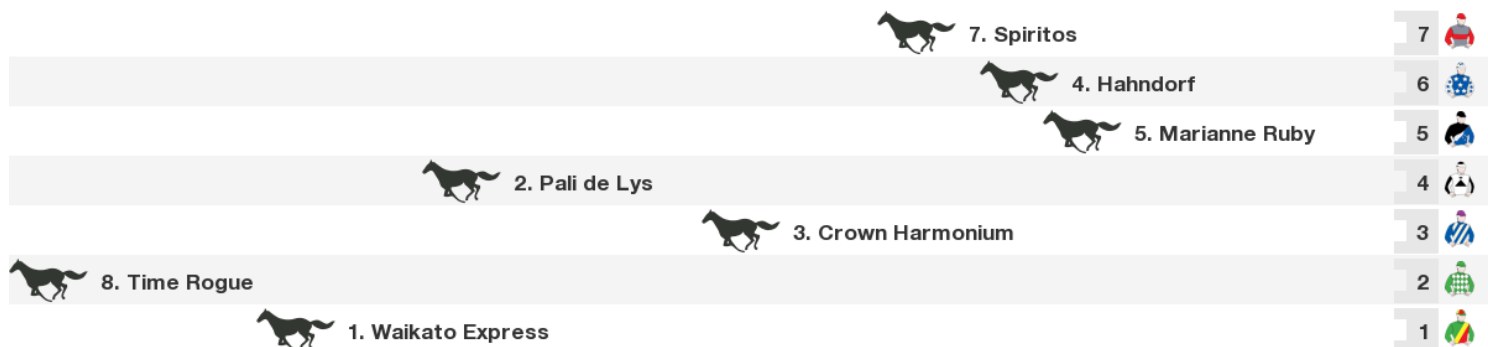 7. Spiritos 7
4. Hahndorf 6
5. Marianne Ruby 5
2. Pali de Lys 4
3. Crown Harmonium 3
8. Time Rogue 2
1. Waikato Express 1